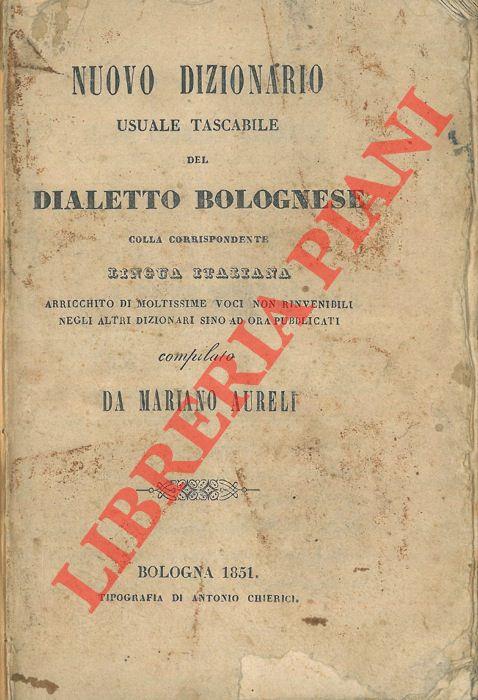 NUOVO DIZIONARIO
USUALE TASCABILE
DEL
DIALETTO BOLOGNESE
COLLA CORRISPONDENTE
LINGUA ITALIANA
ARRICCHITO DI MOLTISSIME VOCI NON RINVENIBILI
NEGLI ALTRI DIZIONARI SINO AD ORA PUBBLICATI
compilato
DA MARIANO AURELI
BOLOGNA 1851.
TIPOGRAFIA DI ANTONIO CHIERICI.
LIBRERIA PIANI